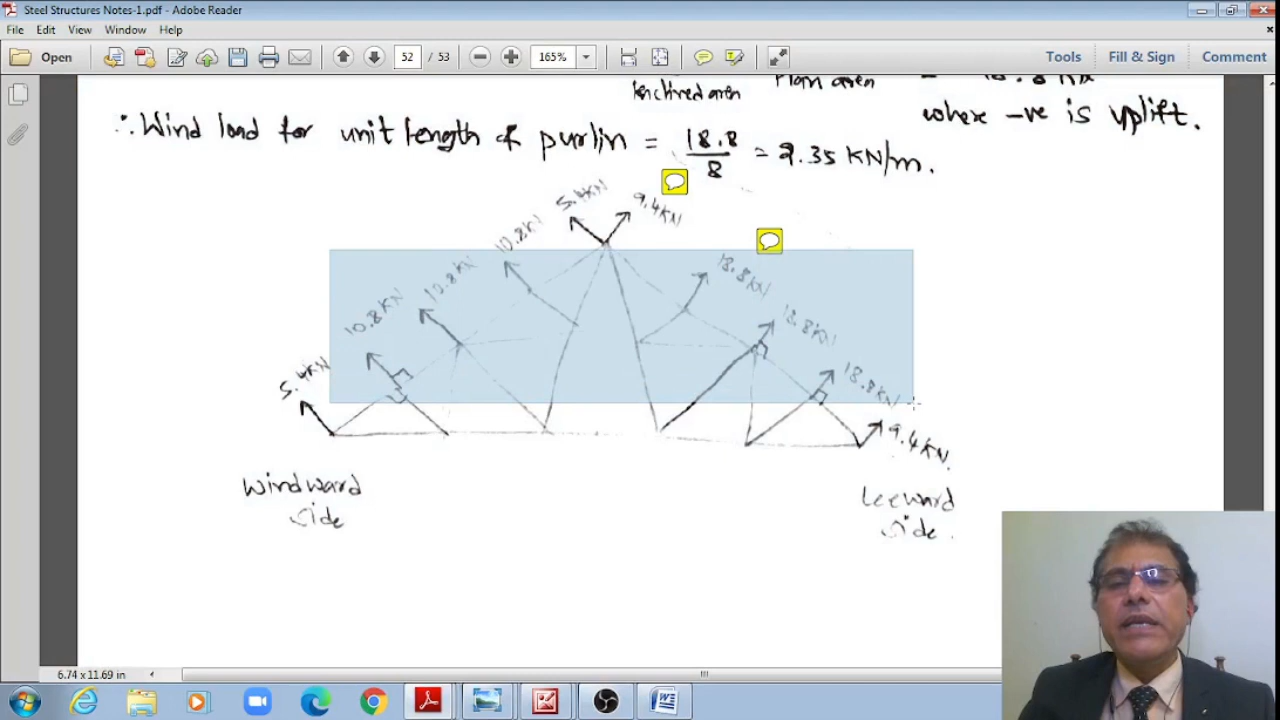 Steel Structures Notes-1.pdf - Adobe Reader
File Edit View Window Help
Open 52 / 53 165% Tools Fill & Sign Comment
Inclined area Plan area
where -ve is uplift.
∴ Wind load for unit length of purlin = 18.8/8 = 2.35 KN/m.
5.4KN 9.4KN
10.8KN
10.8KN 18.8KN
10.8KN 18.8KN
5.4KN 18.8KN
9.4KN.
Windward Leeward
side side.
6.74 x 11.69 in